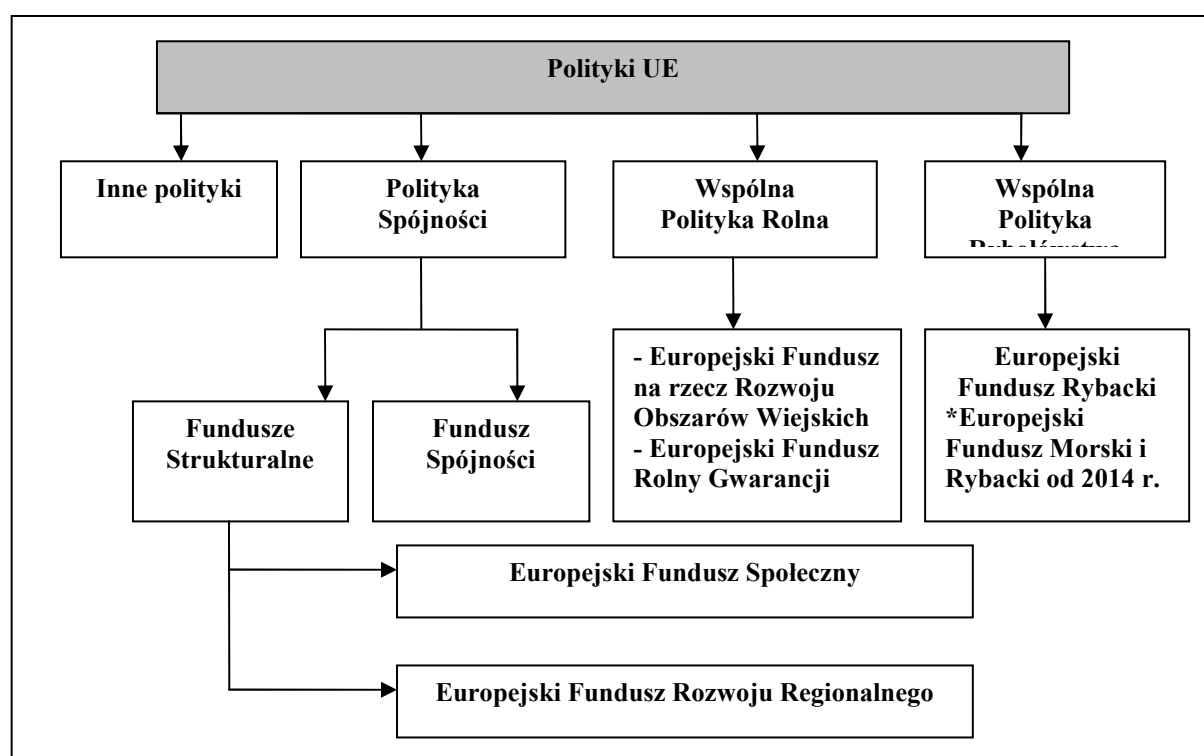 Polityki UE
Inne polityki
Polityka
Spójności
Wspólna
Polityka Rolna
Wspólna
Polityka
Fundusze
Strukturalne
Fundusz
Spójności
- Europejski Fundusz
na rzecz Rozwoju
Obszarów Wiejskich
- Europejski Fundusz
Rolny Gwarancji
Europejski
Fundusz Rybacki
*Europejski
Fundusz Morski i
Rybacki od 2014 r.
Europejski Fundusz Społeczny
Europejski Fundusz Rozwoju Regionalnego